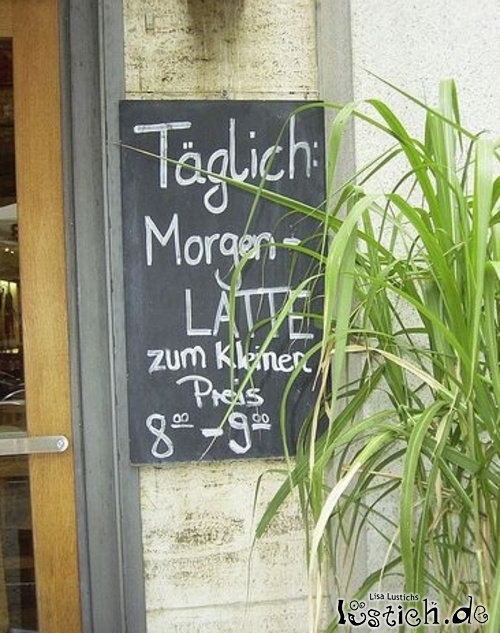 Täglich:
Morgen-
LATTE
zum kleinen
Preis
8⁰⁰ - 9⁰⁰
Lisa Lustichs
lustich.de